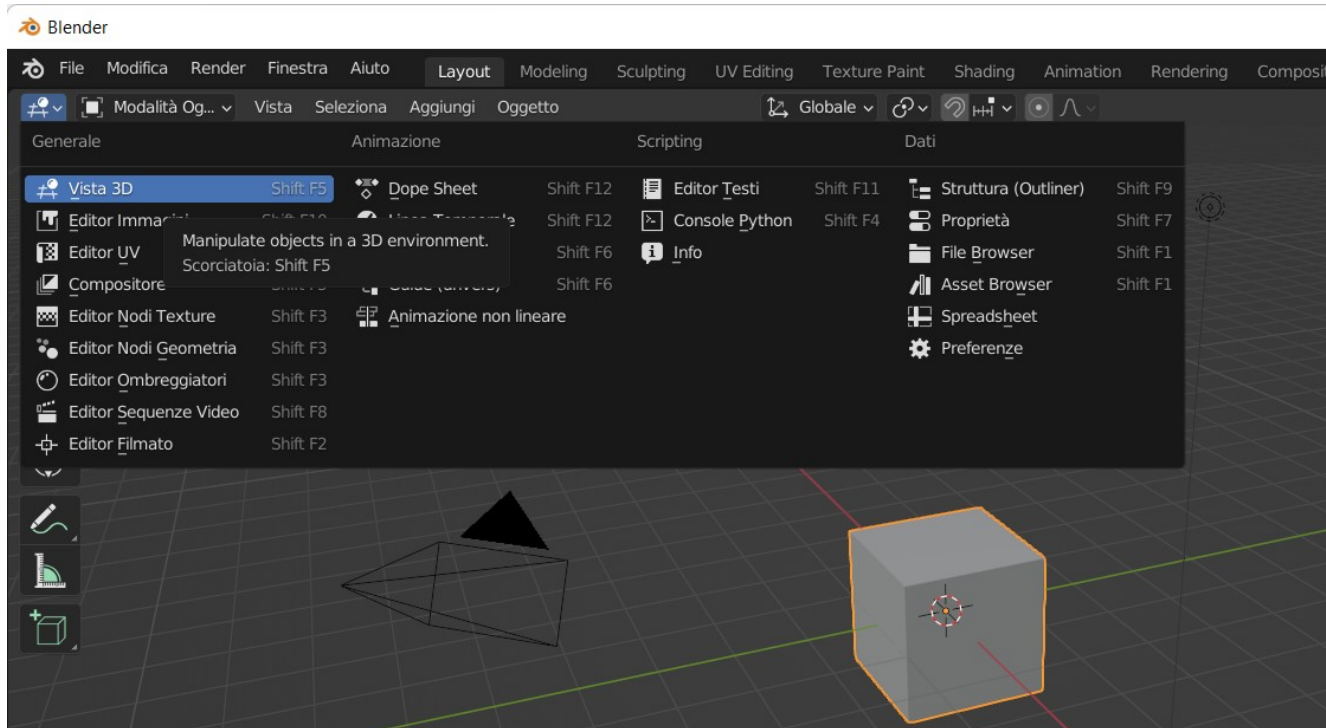 Blender
File Modifica Render Finestra Aiuto Layout Modeling Sculpting UV Editing Texture Paint Shading Animation Rendering
Modalità Og... Vista Seleziona Aggiungi Oggetto Globale
Generale Animazione Scripting Dati
Vista 3D Shift F5 Dope Sheet Shift F12 Editor Testi Shift F11 Struttura (Outliner) Shift F9
Editor Shift F12 Console Python Shift F4 Proprietà Shift F7
Manipulate objects in a 3D environment.
Editor UV Shift F6 Info File Browser Shift F1
Scorciatoia: Shift F5
Compositore Shift F6 Asset Browser Shift F1
Editor Nodi Texture Shift F3 Animazione non lineare Spreadsheet
Editor Nodi Geometria Shift F3 Preferenze
Editor Ombreggiatori Shift F3
Editor Sequenze Video Shift F8
Editor Filmato Shift F2